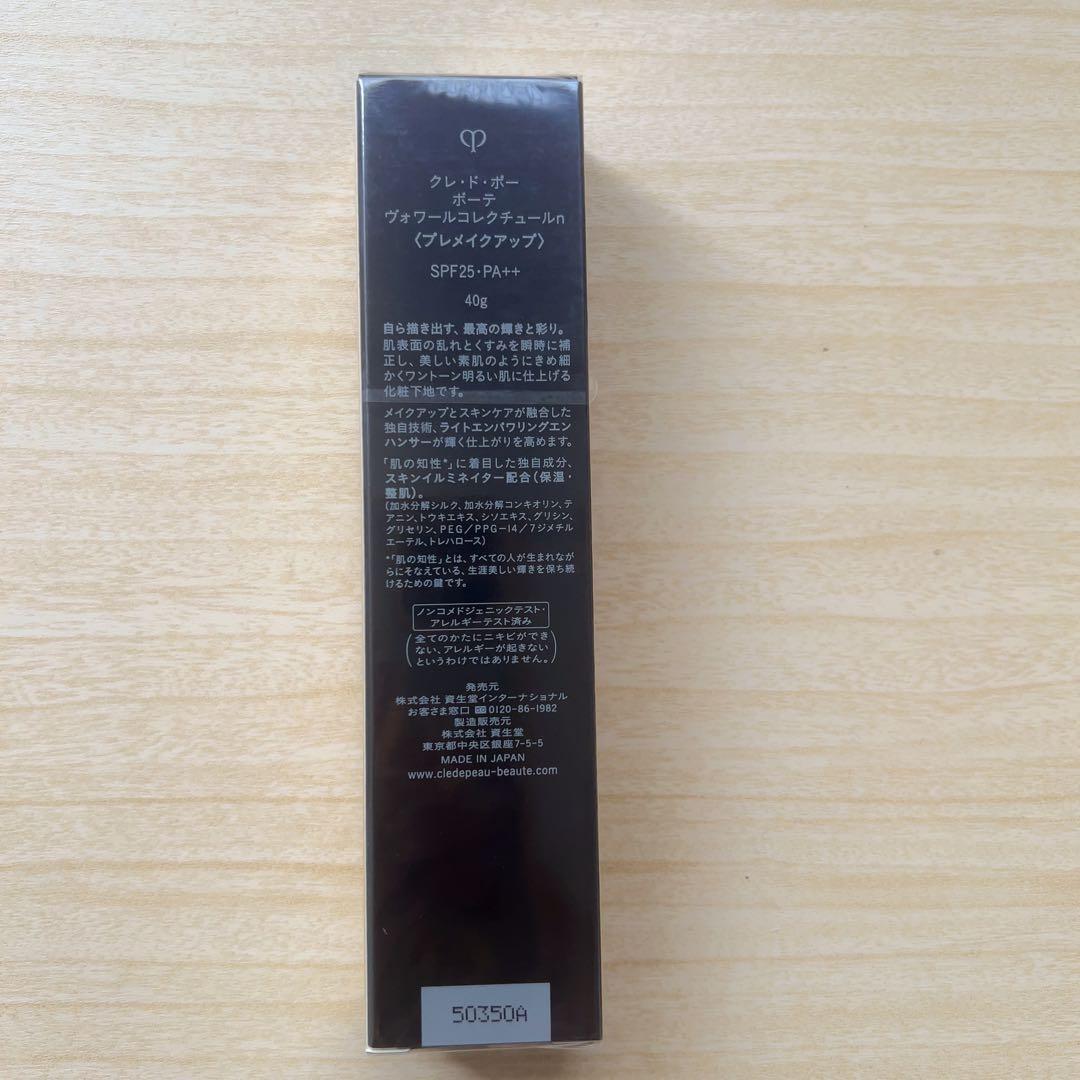 クレ・ド・ポー
ボーテ
ヴォワールコレクチュールn
〈プレメイクアップ〉
SPF25・PA++
40g
自ら描き出す、最高の輝きと彩り。
肌表面の乱れとくすみを瞬時に補
正し、美しい素肌のようにきめ細
かくワントーン明るい肌に仕上げる
化粧下地です。
メイクアップとスキンケアが融合した
独自技術、ライトエンパワリングエン
ハンサーが輝く仕上がりを高めます。
「肌の知性*」に着目した独自成分、
スキンイルミネイター配合(保湿・
整肌)。
(加水分解シルク、加水分解コンキオリン、テ
アニン、トウキエキス、シソエキス、グリシン、
グリセリン、PEG/PPG-14/7ジメチル
エーテル、トレハロース)
*「肌の知性」とは、すべての人が生まれなが
らにそなえている、生涯美しい輝きを保ち続
けるための鍵です。
ノンコメドジェニックテスト・
アレルギーテスト済み
(全てのかたにニキビができ
ない、アレルギーが起きない
というわけではありません。)
発売元
株式会社 資生堂インターナショナル
お客さま窓口 0120-86-1982
製造販売元
株式会社 資生堂
東京都中央区銀座7-5-5
MADE IN JAPAN
www.cledepeau-beaute.com
50350A